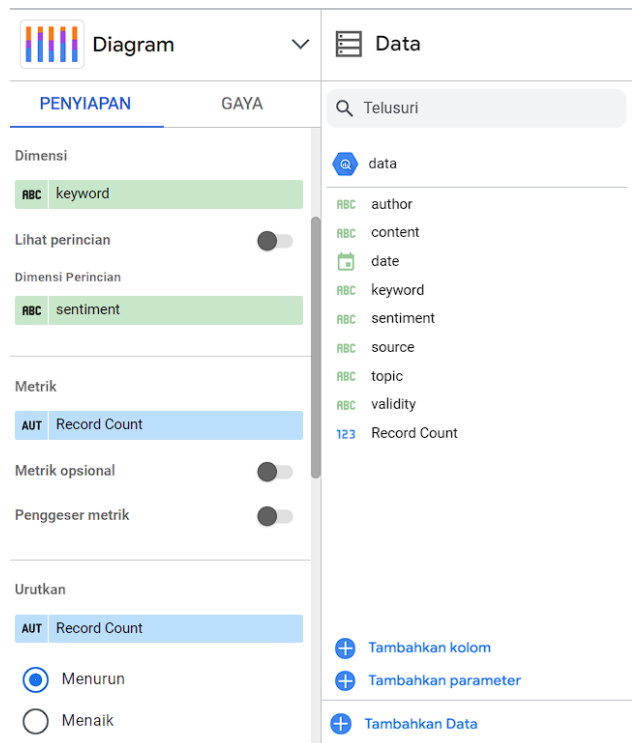 Diagram
PENYIAPAN GAYA
Dimensi
ABC keyword
Lihat perincian
Dimensi Perincian
ABC sentiment
Metrik
AUT Record Count
Metrik opsional
Penggeser metrik
Urutkan
AUT Record Count
Menurun
Menaik
Data
Telusuri
data
ABC author
ABC content
date
ABC keyword
ABC sentiment
ABC source
ABC topic
ABC validity
123 Record Count
Tambahkan kolom
Tambahkan parameter
Tambahkan Data